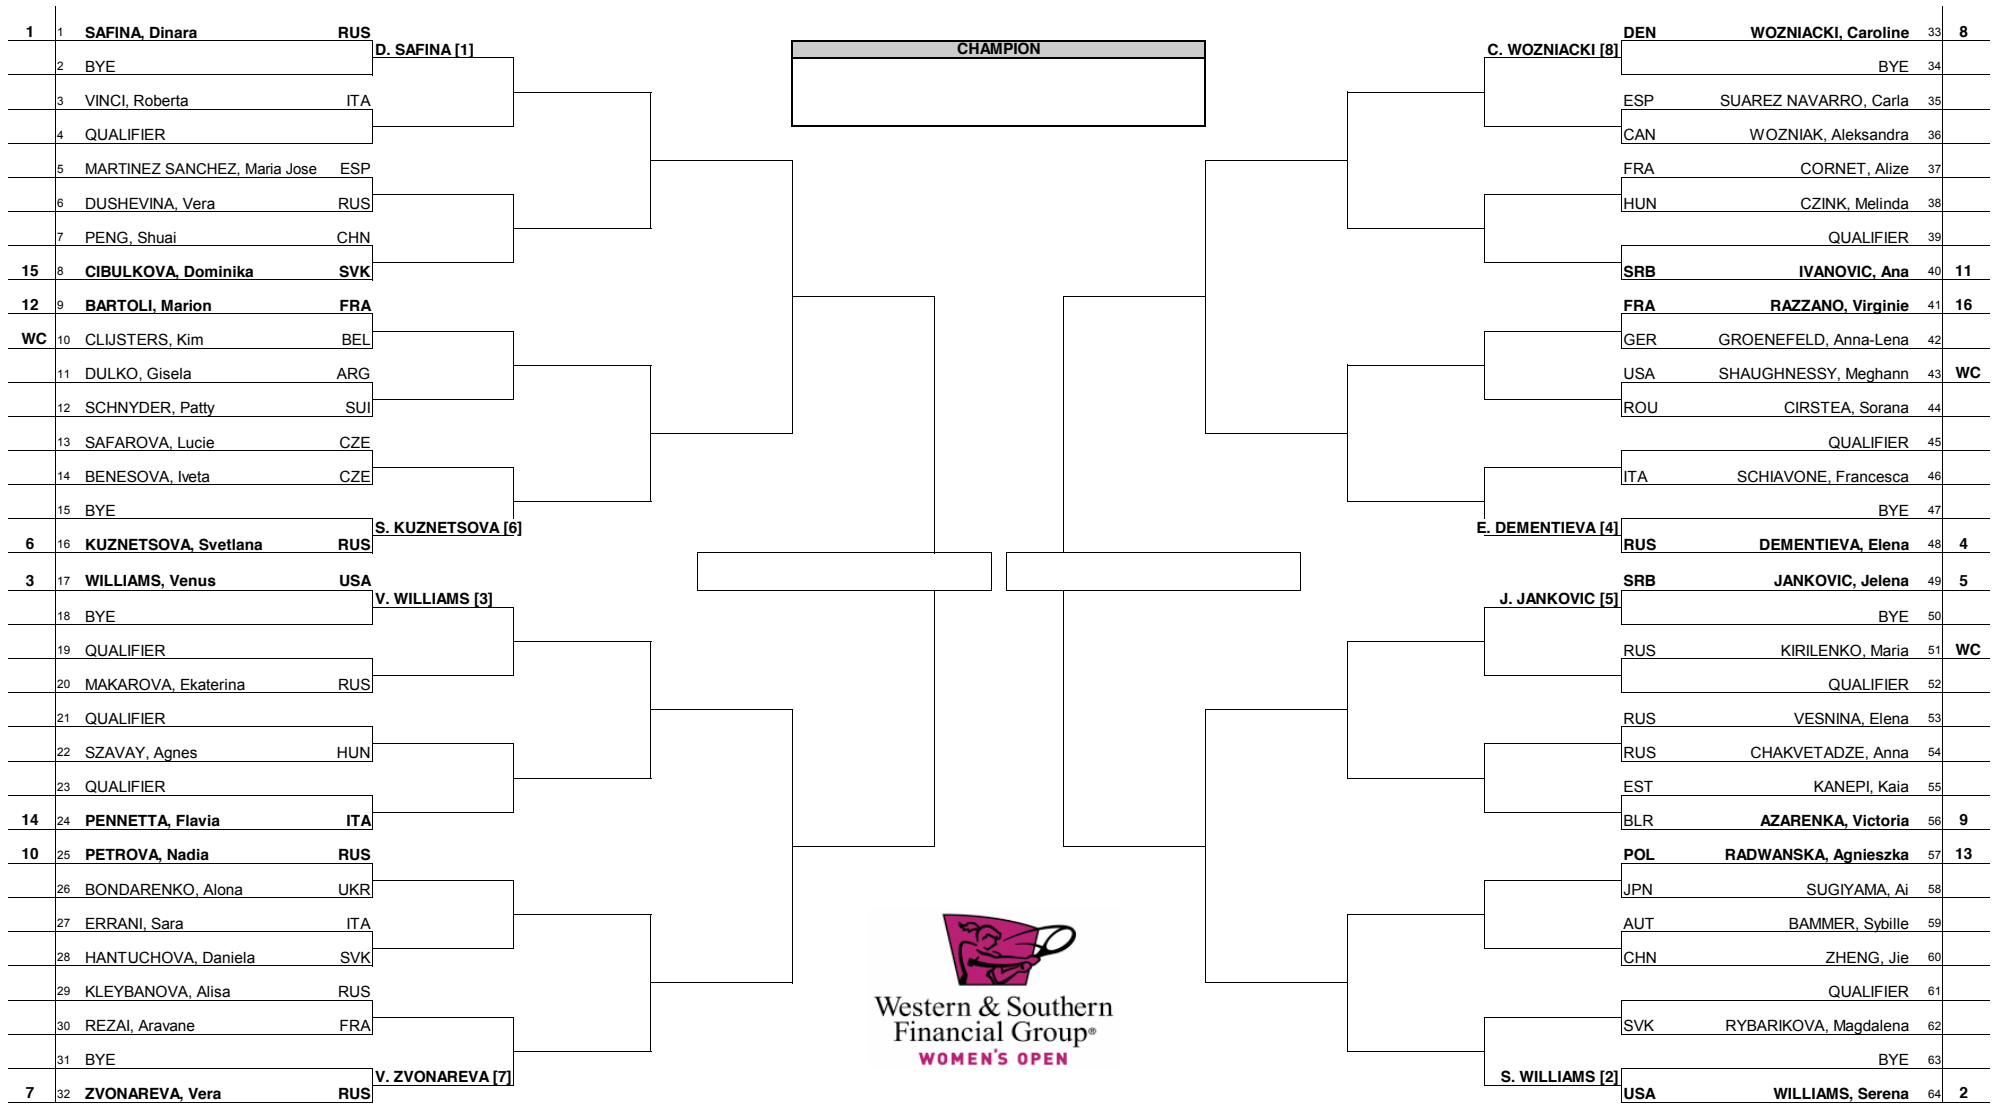 1 1 SAFINA, Dinara RUS
D. SAFINA [1]
2 BYE
3 VINCI, Roberta ITA
4 QUALIFIER
5 MARTINEZ SANCHEZ, Maria Jose ESP
6 DUSHEVINA, Vera RUS
7 PENG, Shuai CHN
15 8 CIBULKOVA, Dominika SVK
12 9 BARTOLI, Marion FRA
WC 10 CLIJSTERS, Kim BEL
11 DULKO, Gisela ARG
12 SCHNYDER, Patty SUI
13 SAFAROVA, Lucie CZE
14 BENESOVA, Iveta CZE
15 BYE
S. KUZNETSOVA [6]
6 16 KUZNETSOVA, Svetlana RUS
3 17 WILLIAMS, Venus USA
V. WILLIAMS [3]
18 BYE
19 QUALIFIER
20 MAKAROVA, Ekaterina RUS
21 QUALIFIER
22 SZAVAY, Agnes HUN
23 QUALIFIER
14 24 PENNETTA, Flavia ITA
10 25 PETROVA, Nadia RUS
26 BONDARENKO, Alona UKR
27 ERRANI, Sara ITA
28 HANTUCHOVA, Daniela SVK
29 KLEYBANOVA, Alisa RUS
30 REZAI, Aravane FRA
31 BYE
V. ZVONAREVA [7]
7 32 ZVONAREVA, Vera RUS
CHAMPION
Western & Southern
Financial Group®
WOMEN'S OPEN
DEN WOZNIACKI, Caroline 33 8
C. WOZNIACKI [8]
BYE 34
ESP SUAREZ NAVARRO, Carla 35
CAN WOZNIAK, Aleksandra 36
FRA CORNET, Alize 37
HUN CZINK, Melinda 38
QUALIFIER 39
SRB IVANOVIC, Ana 40 11
FRA RAZZANO, Virginie 41 16
GER GROENEFELD, Anna-Lena 42
USA SHAUGHNESSY, Meghann 43 WC
ROU CIRSTEA, Sorana 44
QUALIFIER 45
ITA SCHIAVONE, Francesca 46
BYE 47
E. DEMENTIEVA [4]
RUS DEMENTIEVA, Elena 48 4
SRB JANKOVIC, Jelena 49 5
J. JANKOVIC [5]
BYE 50
RUS KIRILENKO, Maria 51 WC
QUALIFIER 52
RUS VESNINA, Elena 53
RUS CHAKVETADZE, Anna 54
EST KANEPI, Kaia 55
BLR AZARENKA, Victoria 56 9
POL RADWANSKA, Agnieszka 57 13
JPN SUGIYAMA, Ai 58
AUT BAMMER, Sybille 59
CHN ZHENG, Jie 60
QUALIFIER 61
SVK RYBARIKOVA, Magdalena 62
BYE 63
S. WILLIAMS [2]
USA WILLIAMS, Serena 64 2